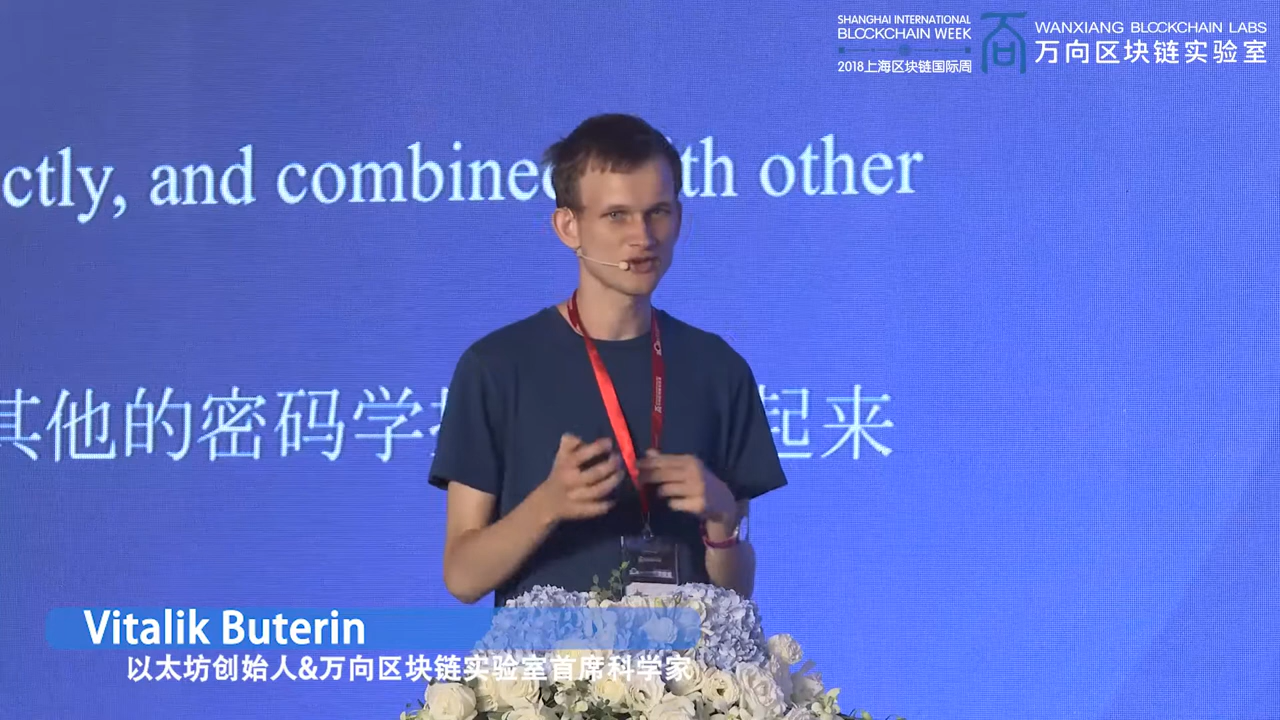 SHANGHAI INTERNATIONAL
BLOCKCHAIN WEEK
2018上海区块链国际周
WANXIANG BLOCKCHAIN LABS
万向区块链实验室
ctly, and combined with other
其他的密码学
起来
Vitalik Buterin
以太坊创始人&万向区块链实验室首席科学家